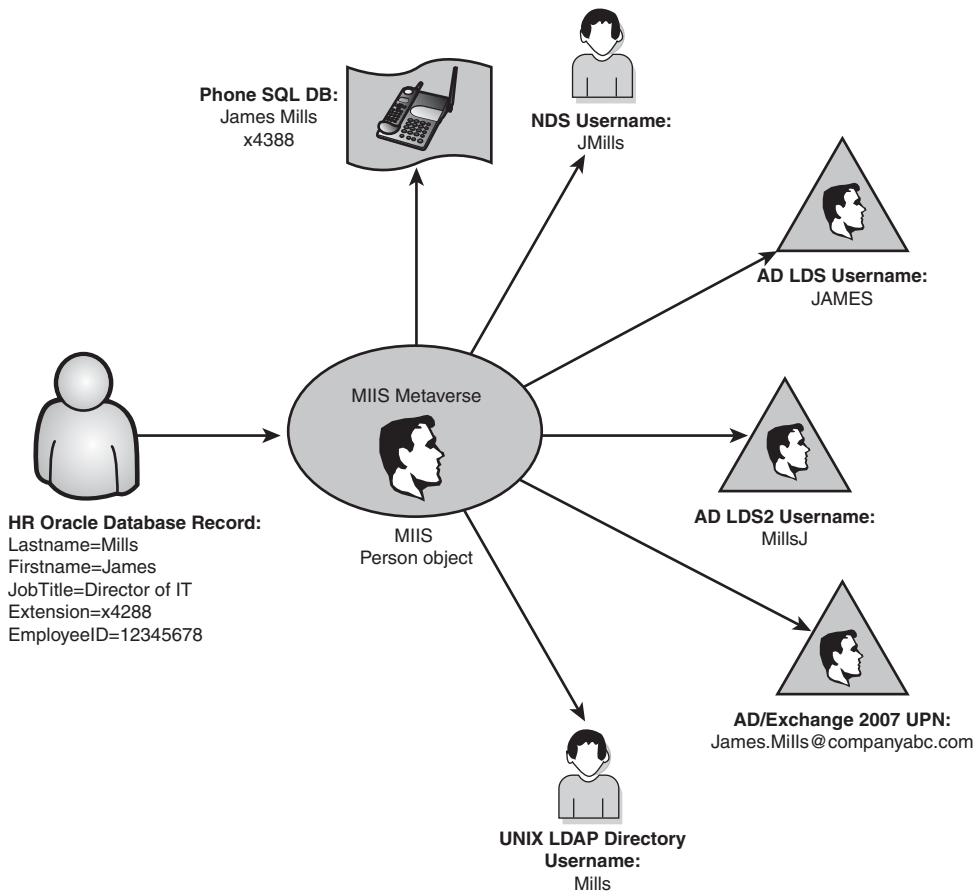 Phone SQL DB:
James Mills
x4388
NDS Username:
JMills
AD LDS Username:
JAMES
MIIS Metaverse
MIIS
Person object
HR Oracle Database Record:
Lastname=Mills
Firstname=James
JobTitle=Director of IT
Extension=x4288
EmployeeID=12345678
AD LDS2 Username:
MillsJ
AD/Exchange 2007 UPN:
James.Mills@companyabc.com
UNIX LDAP Directory
Username:
Mills